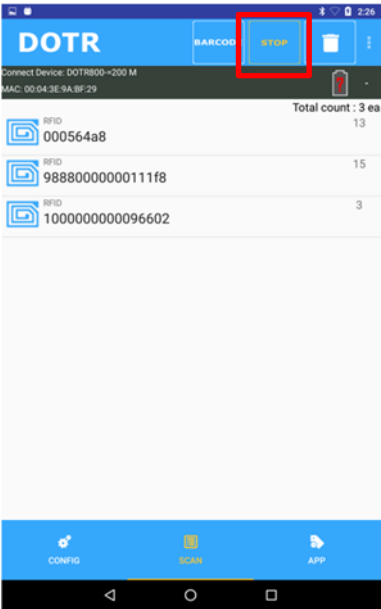 2:26
DOTR
BARCOD
STOP
Connect Device: DOTR800-=200 M
MAC: 00:04:3E:9A:BF:29
?
-
Total count : 3 ea
RFID
000564a8
13
RFID
98880000000111f8
15
RFID
1000000000096602
3
CONFIG
SCAN
APP